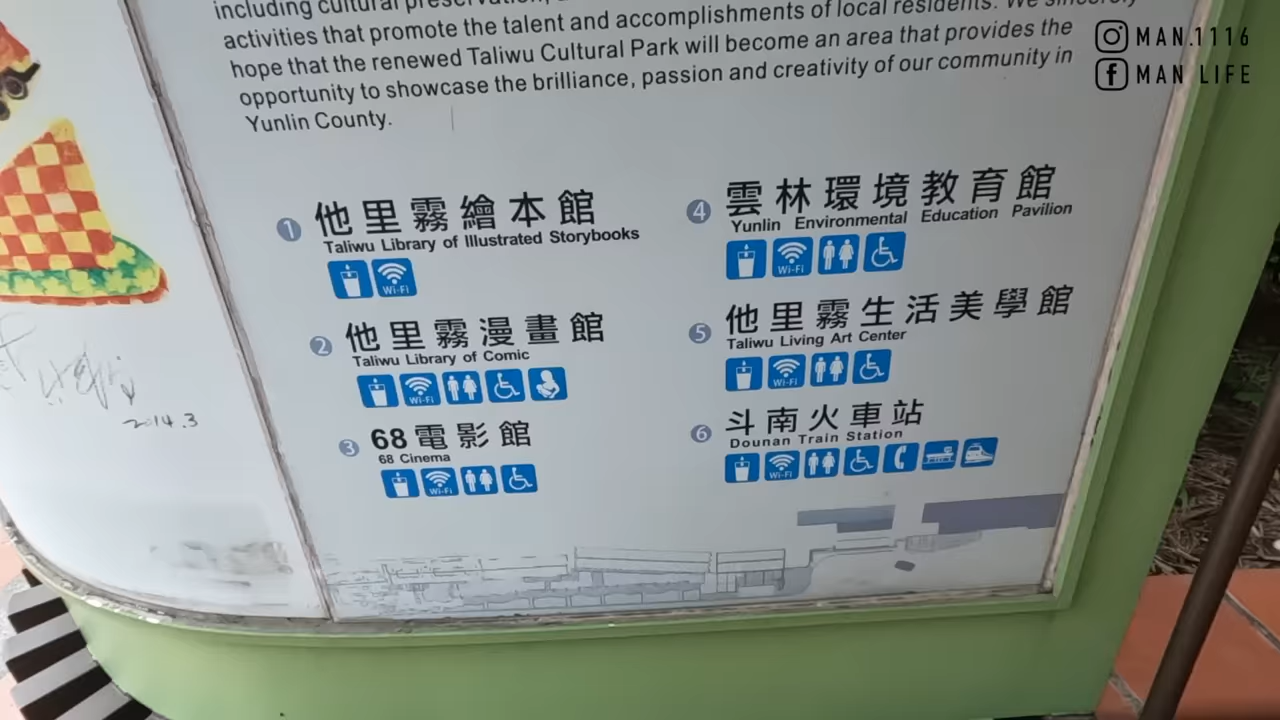 including cultural preservation,
activities that promote the talent and accomplishments of local residents. We sincerely
hope that the renewed Taliwu Cultural Park will become an area that provides the
opportunity to showcase the brilliance, passion and creativity of our community in
Yunlin County.
MAN.1116
MAN LIFE
1 他里霧繪本館
Taliwu Library of Illustrated Storybooks
Wi-Fi
2 他里霧漫畫館
Taliwu Library of Comic
Wi-Fi
3 68電影館
68 Cinema
Wi-Fi
4 雲林環境教育館
Yunlin Environmental Education Pavilion
Wi-Fi
5 他里霧生活美學館
Taliwu Living Art Center
Wi-Fi
6 斗南火車站
Dounan Train Station
Wi-Fi
2014.3